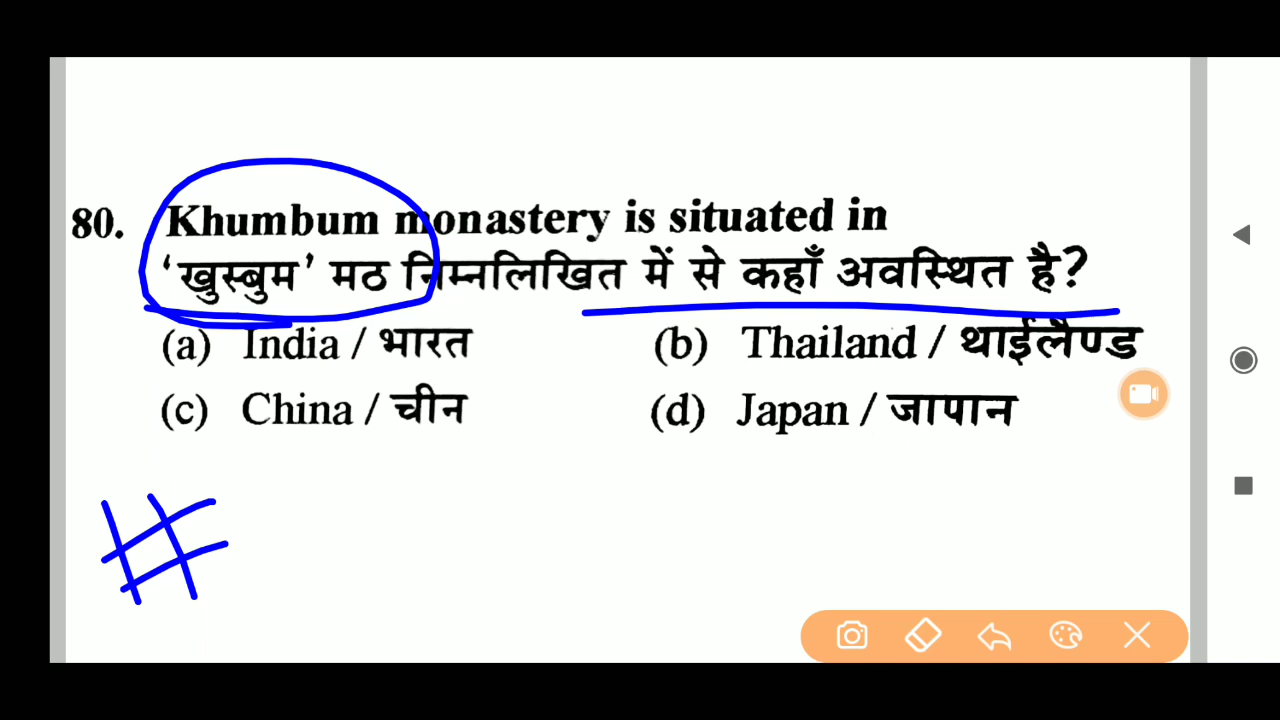 80. Khumbum monastery is situated in
'खुस्बुम' मठ निम्नलिखित में से कहाँ अवस्थित है?
(a) India / भारत (b) Thailand / थाईलैण्ड
(c) China / चीन (d) Japan / जापान
#